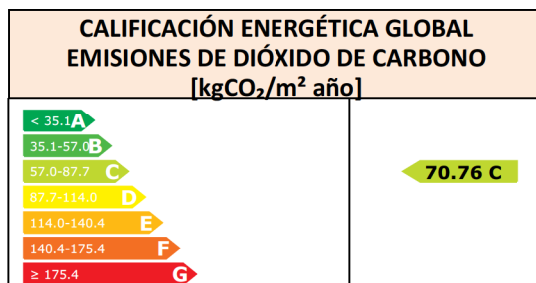 CALIFICACIÓN ENERGÉTICA GLOBAL
EMISIONES DE DIÓXIDO DE CARBONO
[kgCO₂/m² año]
< 35.1 A
35.1-57.0 B
57.0-87.7 C
70.76 C
87.7-114.0 D
114.0-140.4 E
140.4-175.4 F
≥ 175.4 G